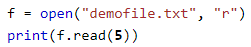 f = open("demofile.txt", "r")
print(f.read(5))